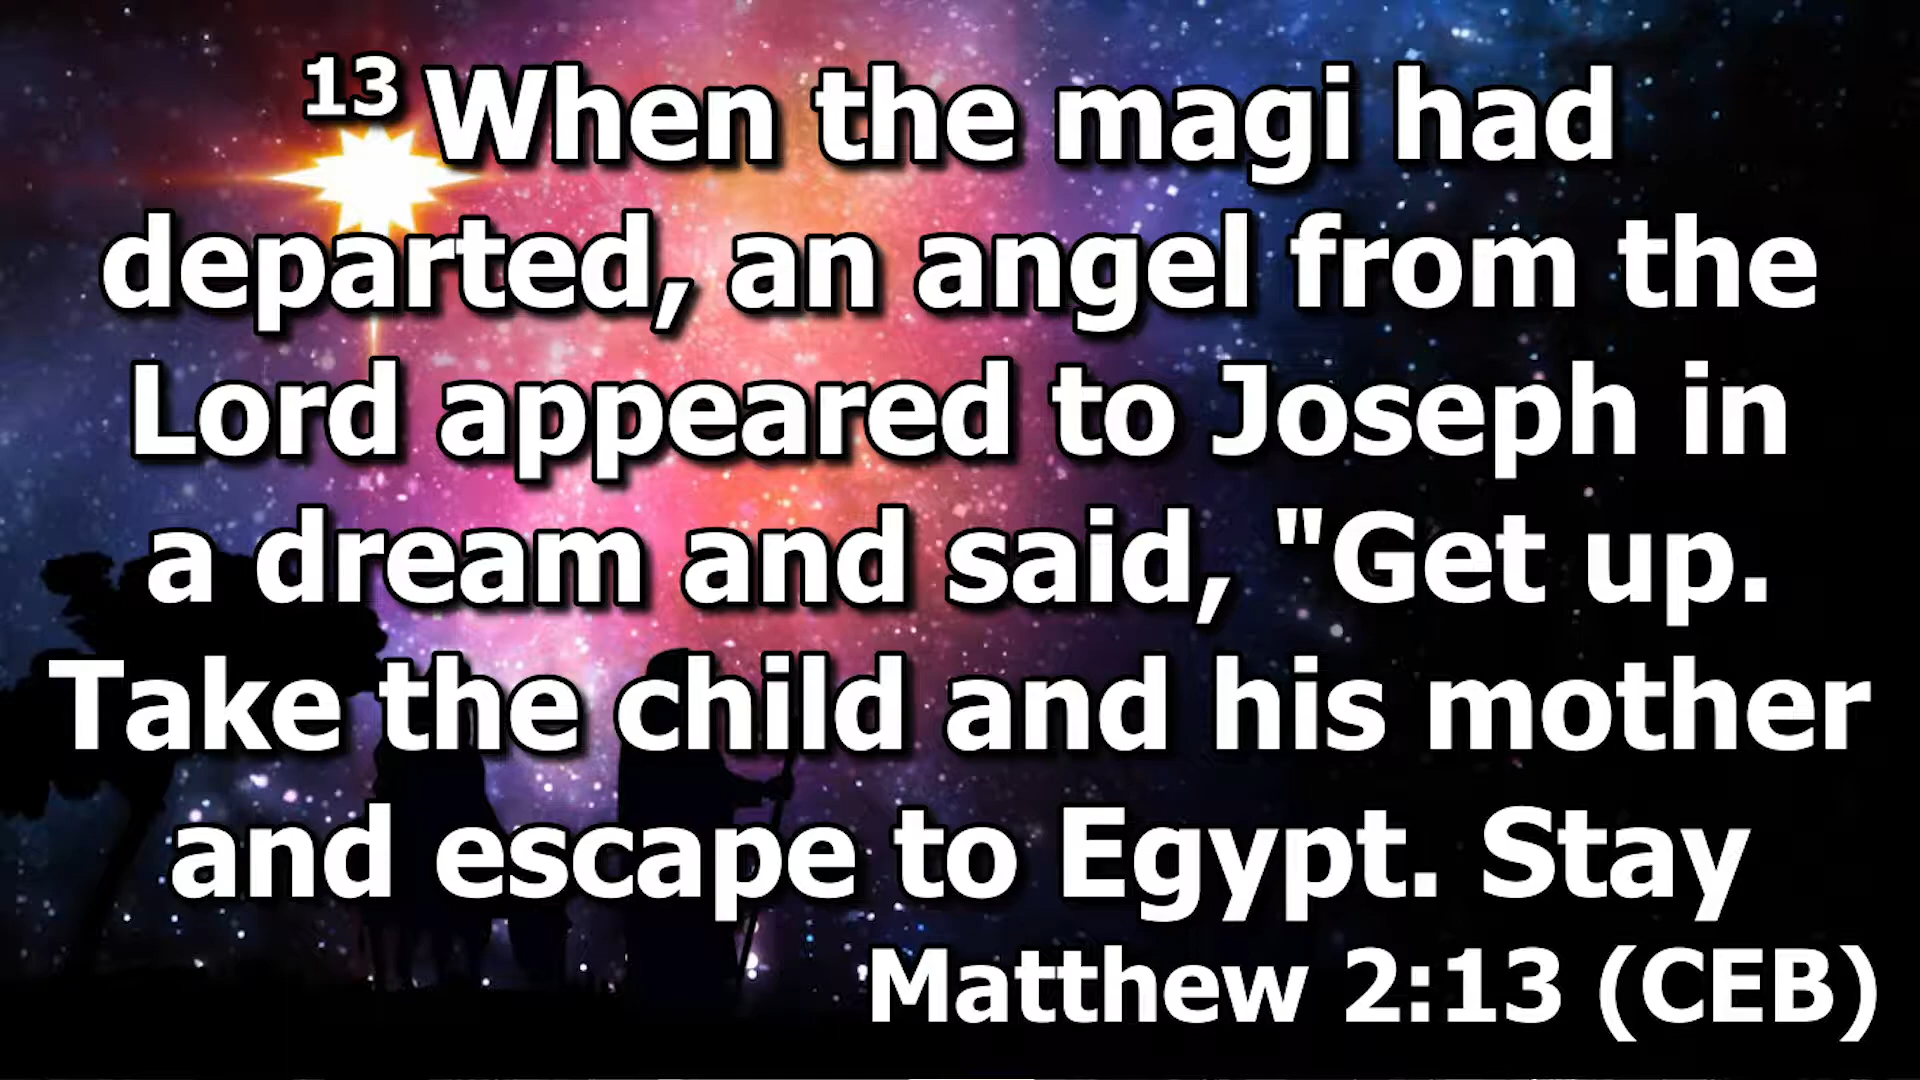 13 When the magi had
departed, an angel from the
Lord appeared to Joseph in
a dream and said, "Get up.
Take the child and his mother
and escape to Egypt. Stay
Matthew 2:13 (CEB)